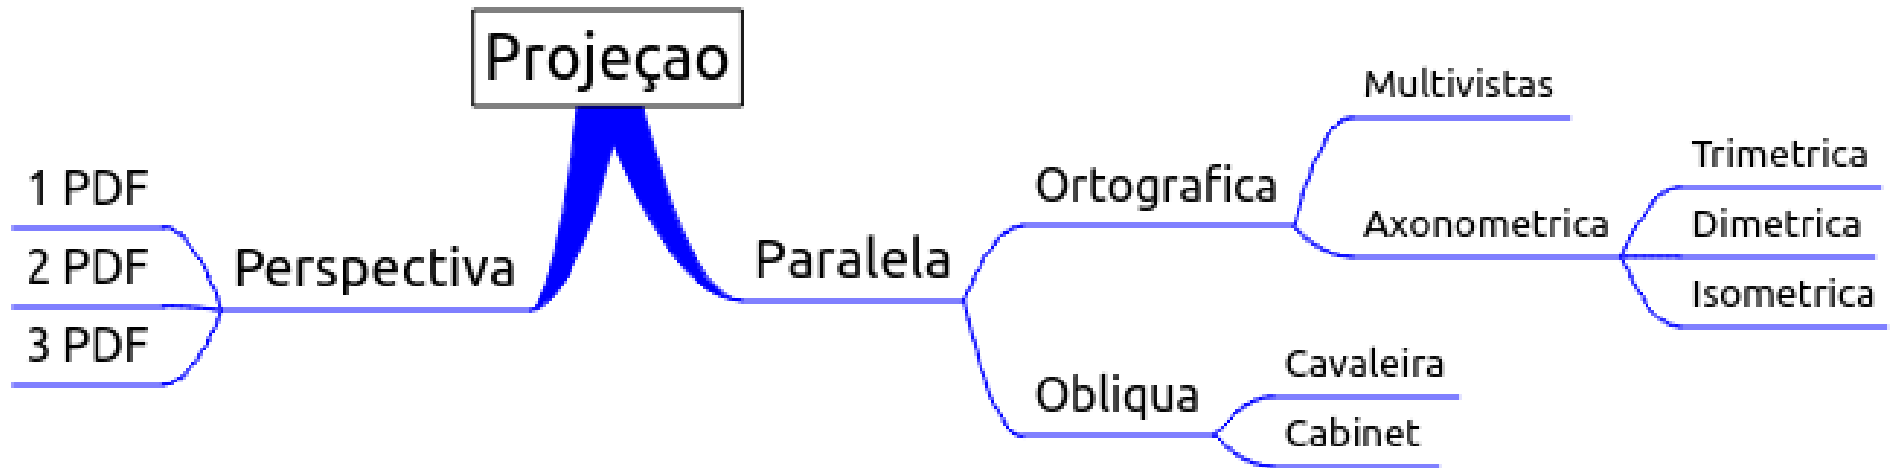 Projeçao
1 PDF
2 PDF
3 PDF
Perspectiva
Paralela
Ortografica
Multivistas
Axonometrica
Trimetrica
Dimetrica
Isometrica
Obliqua
Cavaleira
Cabinet